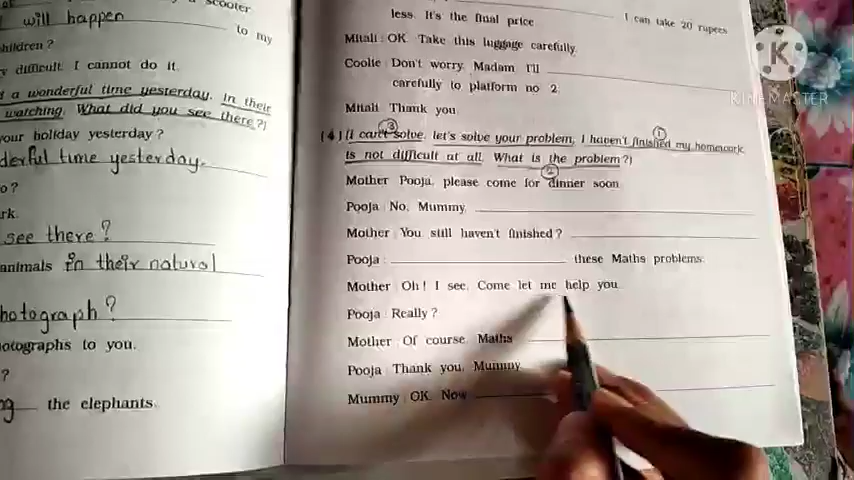 scooter
will happen to my
children ?
difficult. I cannot do it.
a wonderful time yesterday, In their
watching, What did you see there?)
your holiday yesterday ?
derful time yesterday.
o ?
rk.
see there ?
animals in their natural
hotograph ?
otographs to you.
?
the elephants.
I can take 20 rupees
less. It's the final price
Mitali : OK. Take this luggage carefully.
Coolie : Don't worry, Madam I'll
carefully to platform no 2.
Mitali : Thank you.
(4) (I can't solve, let's solve your problem, I haven't finished my homework,
is not difficult at all, What is the problem ?)
3
1
2
Mother : Pooja, please come for dinner soon.
Pooja : No, Mummy,
Mother : You still haven't finished ?
Pooja : these Maths problems.
Mother : Oh ! I see. Come let me help you.
Pooja : Really ?
Mother : Of course. Maths
Pooja : Thank you, Mummy.
Mummy : OK. Now
K
KINEMASTER